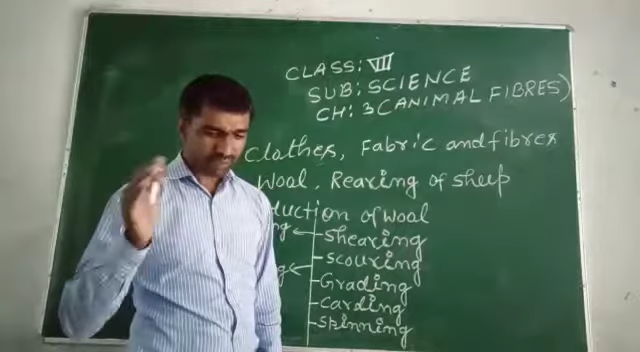 CLASS: VII
SUB: SCIENCE
CH: 3 (ANIMAL FIBRES)
Clothes, Fabric and fibres
Wool, Rearing of sheep
duction of wool
ng ← Shearing
- scouring
g ← Grading
- carding
- spinning